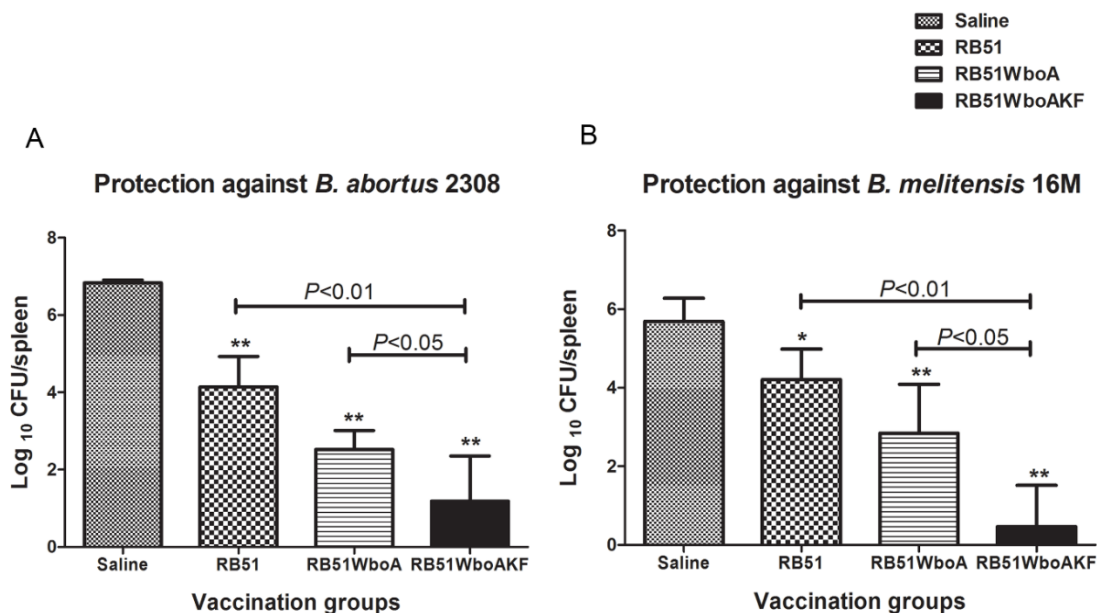 Saline
RB51
RB51WboA
RB51WboAKF
A
Protection against B. abortus 2308
8
6
4
2
0
Log 10 CFU/spleen
P<0.01
P<0.05
**
**
**
Saline
RB51
RB51WboA
RB51WboAKF
Vaccination groups
B
Protection against B. melitensis 16M
8
6
4
2
0
Log 10 CFU/spleen
P<0.01
P<0.05
*
**
**
Saline
RB51
RB51WboA
RB51WboAKF
Vaccination groups